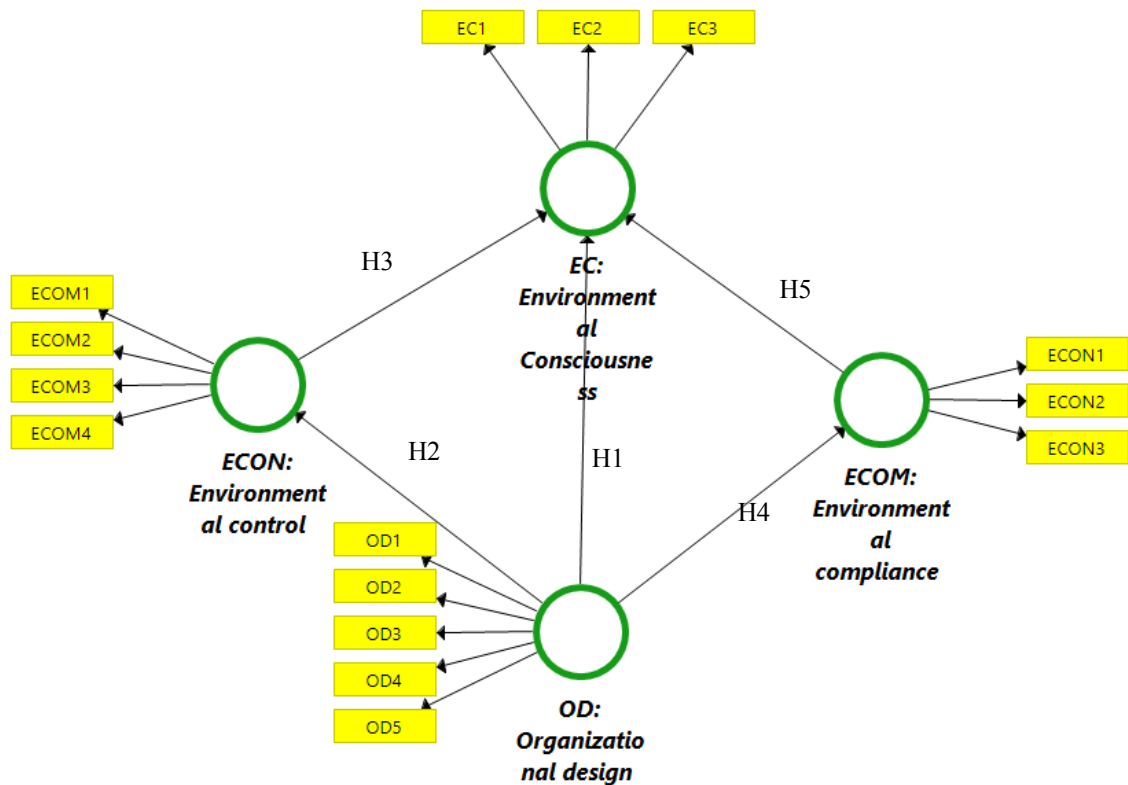 EC1
EC2
EC3
EC:
Environment
al
Consciousne
ss
H3
H5
ECOM1
ECOM2
ECOM3
ECOM4
ECON:
Environment
al control
ECON1
ECON2
ECON3
ECOM:
Environment
al
compliance
H2
H1
H4
OD1
OD2
OD3
OD4
OD5
OD:
Organizatio
nal design